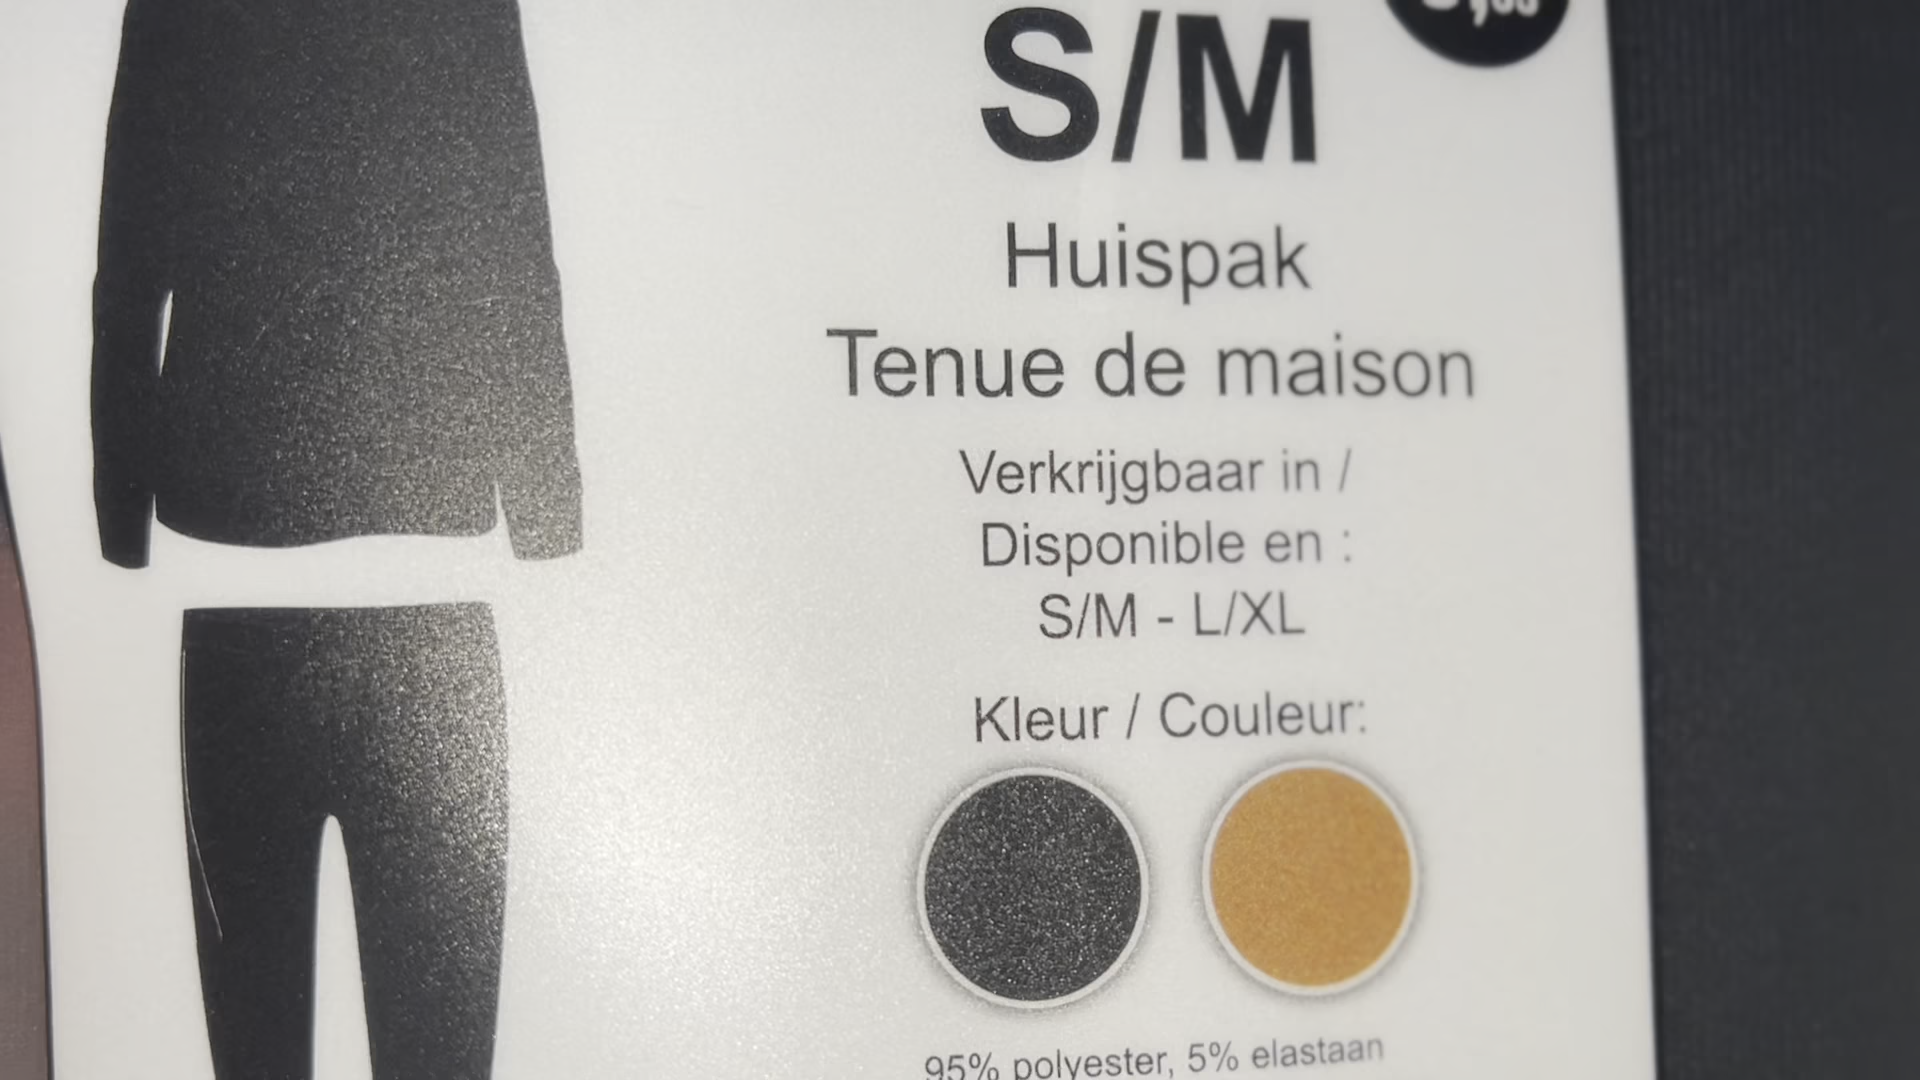 S/M
Huispak
Tenue de maison
Verkrijgbaar in /
Disponible en :
S/M - L/XL
Kleur / Couleur:
95% polyester, 5% elastaan